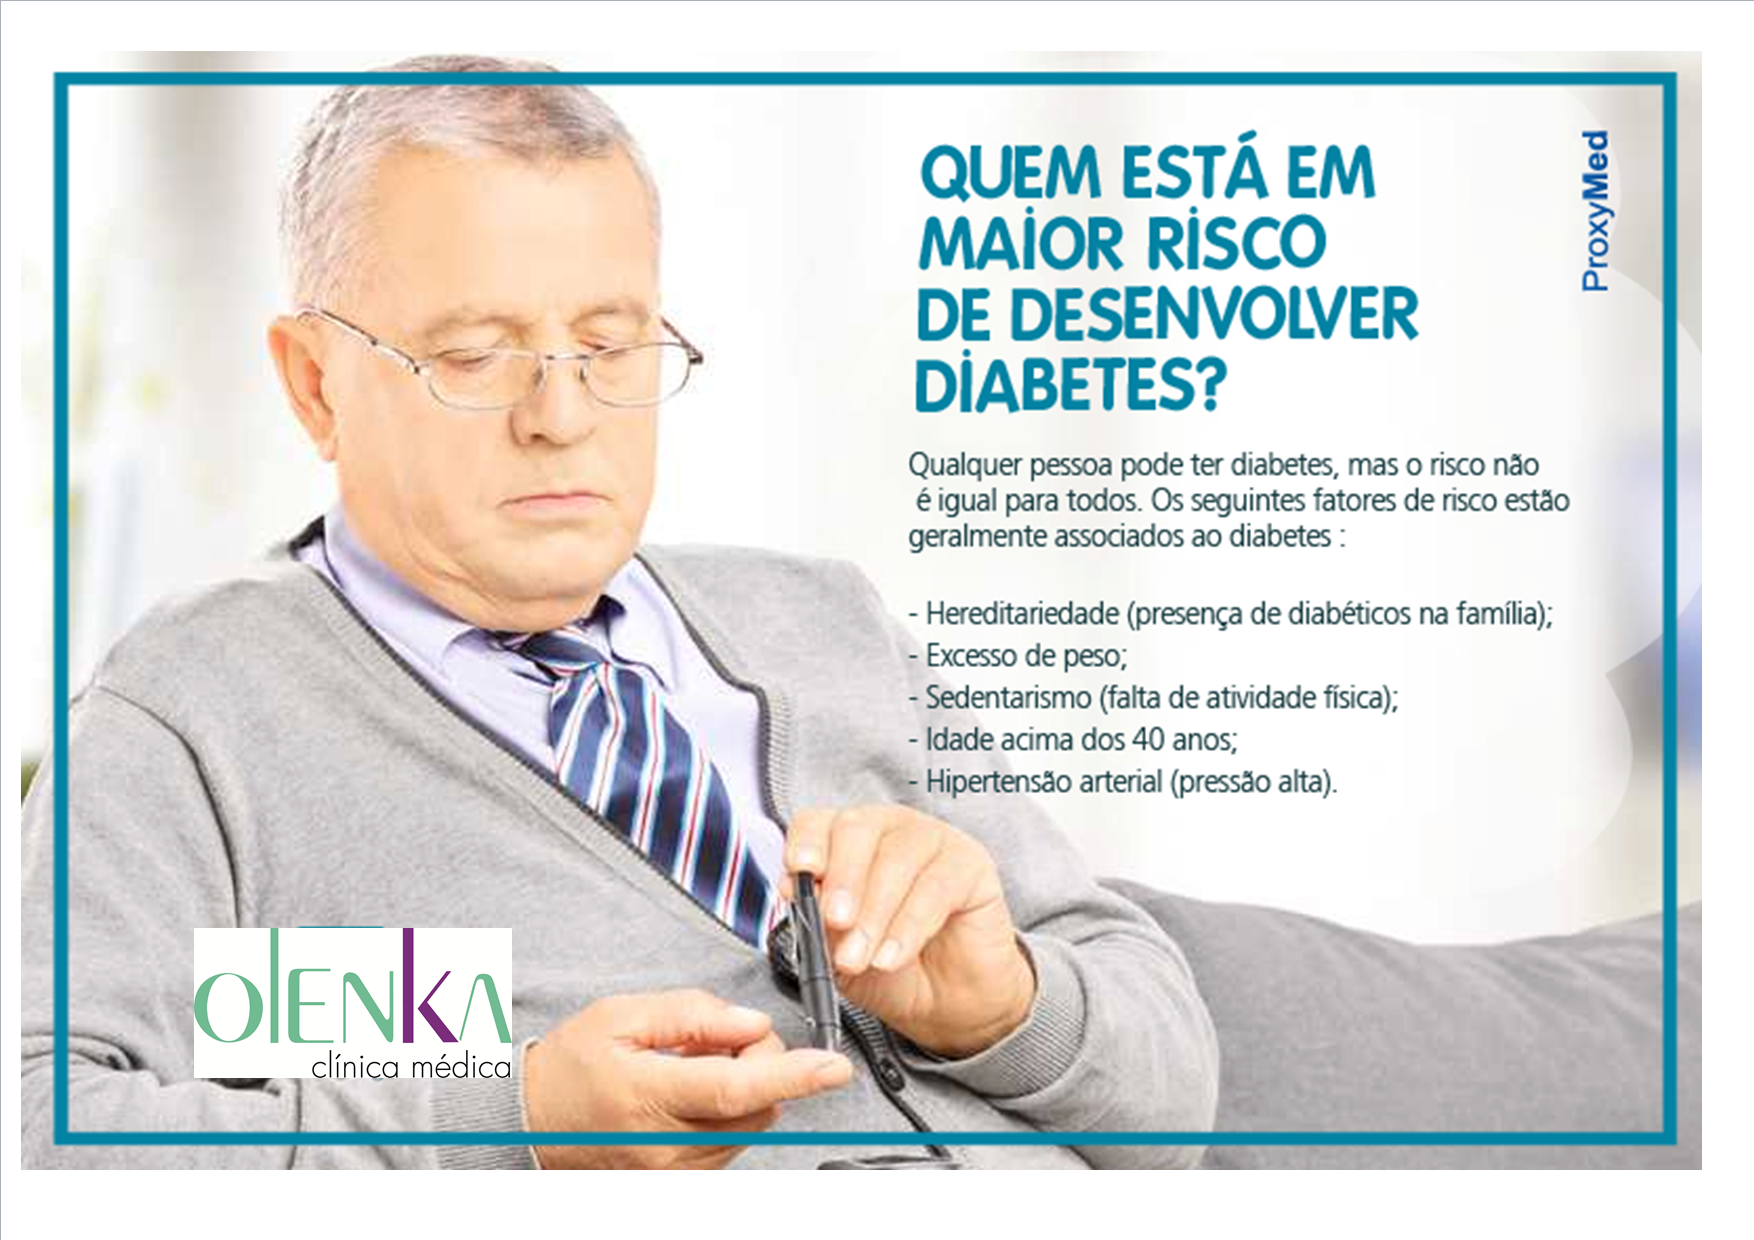 QUEM ESTÁ EM
MAIOR RISCO
DE DESENVOLVER
DIABETES?
ProxyMed
Qualquer pessoa pode ter diabetes, mas o risco não
é igual para todos. Os seguintes fatores de risco estão
geralmente associados ao diabetes :
- Hereditariedade (presença de diabéticos na família);
- Excesso de peso;
- Sedentarismo (falta de atividade física);
- Idade acima dos 40 anos;
- Hipertensão arterial (pressão alta).
OLENKA
clínica médica